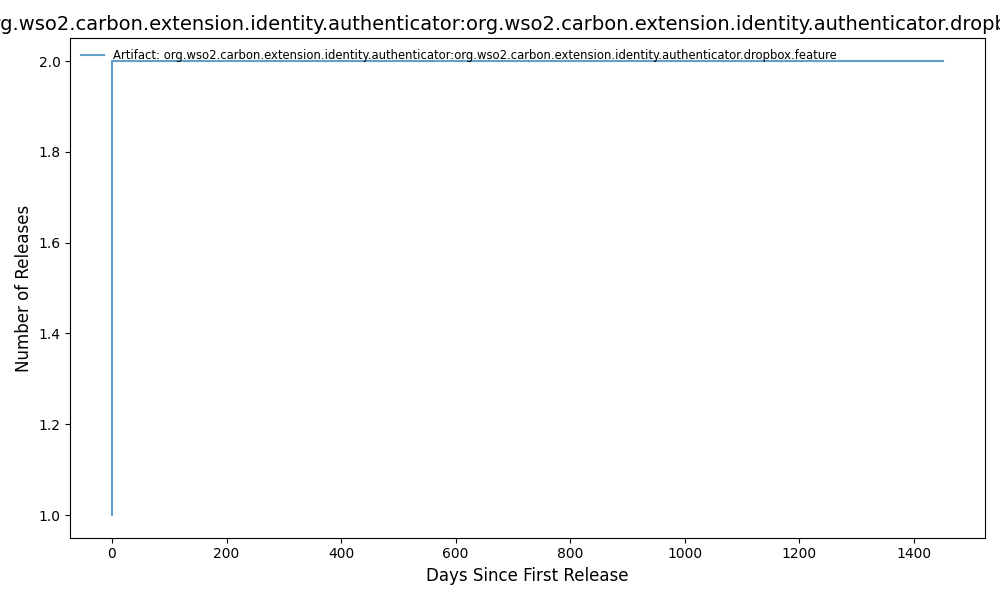 g.wso2.carbon.extension.identity.authenticator:org.wso2.carbon.extension.identity.authenticator.dropb
Artifact: org.wso2.carbon.extension.identity.authenticator:org.wso2.carbon.extension.identity.authenticator.dropbox.feature
2.0
1.8
1.6
1.4
1.2
1.0
Number of Releases
0 200 400 600 800 1000 1200 1400
Days Since First Release